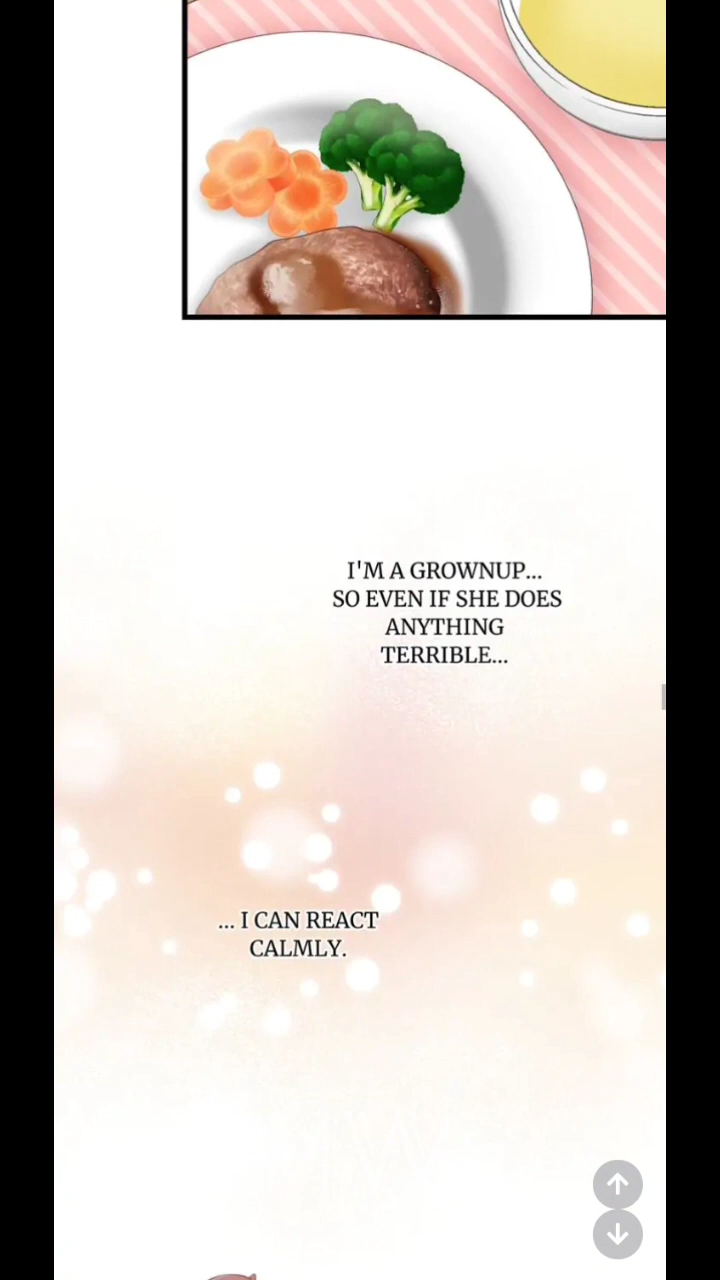 I'M A GROWNUP...
SO EVEN IF SHE DOES
ANYTHING
TERRIBLE...
... I CAN REACT
CALMLY.